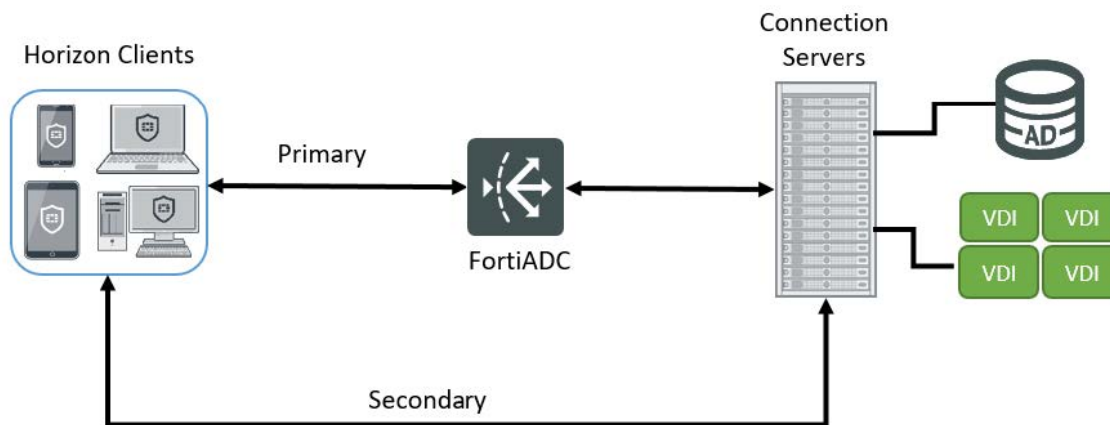 Horizon Clients
Primary
FortiADC
Connection
Servers
AD
VDI VDI
VDI VDI
Secondary